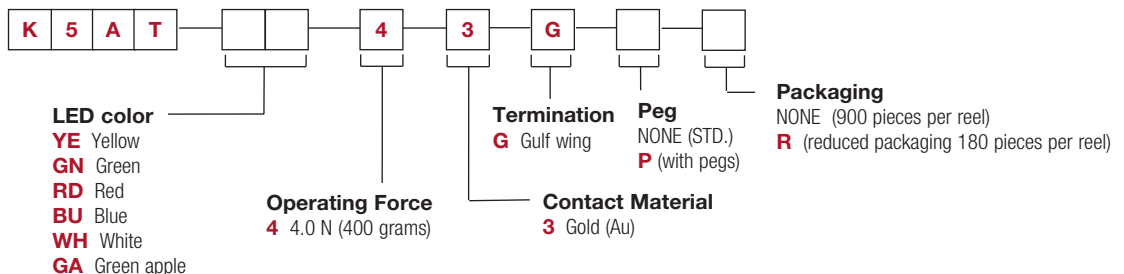 K 5 A T 4 3 G
LED color
YE Yellow
GN Green
RD Red
BU Blue
WH White
GA Green apple
Operating Force
4 4.0 N (400 grams)
Contact Material
3 Gold (Au)
Termination
G Gulf wing
Peg
NONE (STD.)
P (with pegs)
Packaging
NONE (900 pieces per reel)
R (reduced packaging 180 pieces per reel)